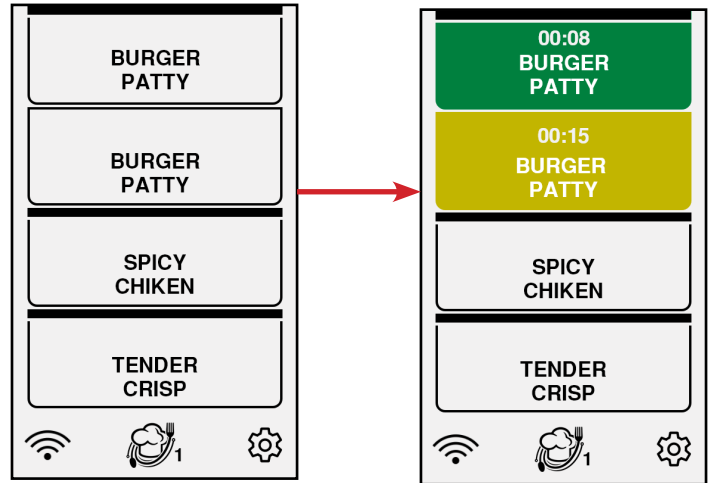 BURGER
PATTY
BURGER
PATTY
SPICY
CHIKEN
TENDER
CRISP
1
00:08
BURGER
PATTY
00:15
BURGER
PATTY
SPICY
CHIKEN
TENDER
CRISP
1